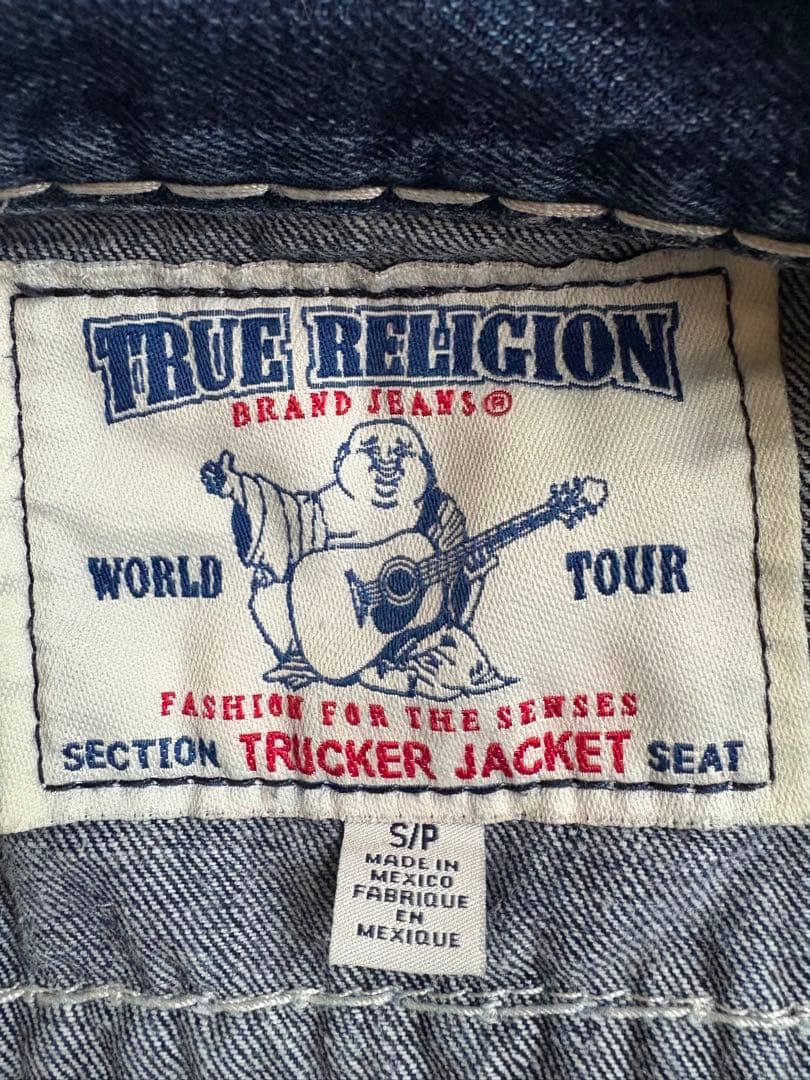 TRUE RELIGION
BRAND JEANS®
WORLD TOUR
FASHION FOR THE SENSES
SECTION TRUCKER JACKET SEAT
S/P
MADE IN
MEXICO
FABRIQUE
EN
MEXIQUE